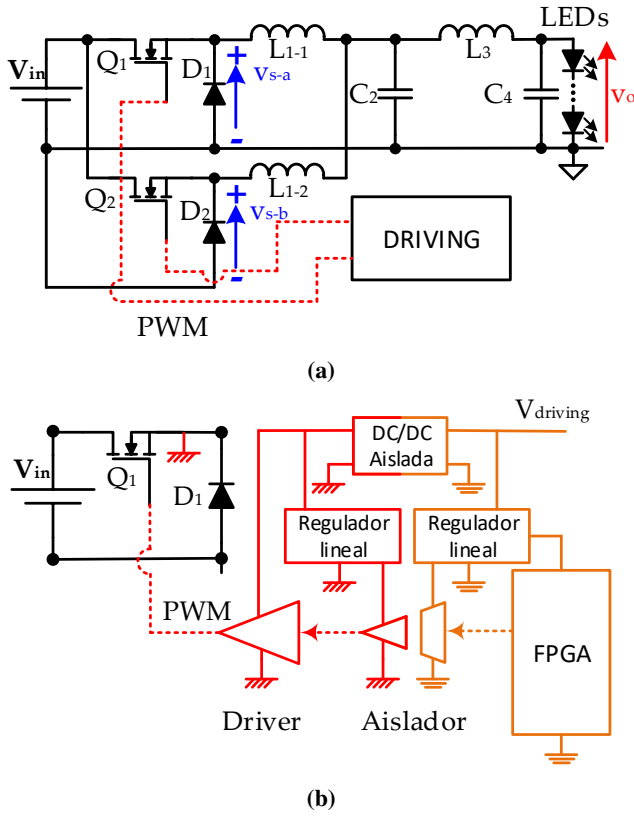 LEDs
Vin
Q1
D1
+
vs-a
-
L1-1
L3
C2
C4
vo
Q2
D2
+
vs-b
-
L1-2
DRIVING
PWM
(a)
Vdriving
DC/DC
Aislada
Vin
Q1
D1
Regulador
lineal
Regulador
lineal
PWM
FPGA
Driver
Aislador
(b)